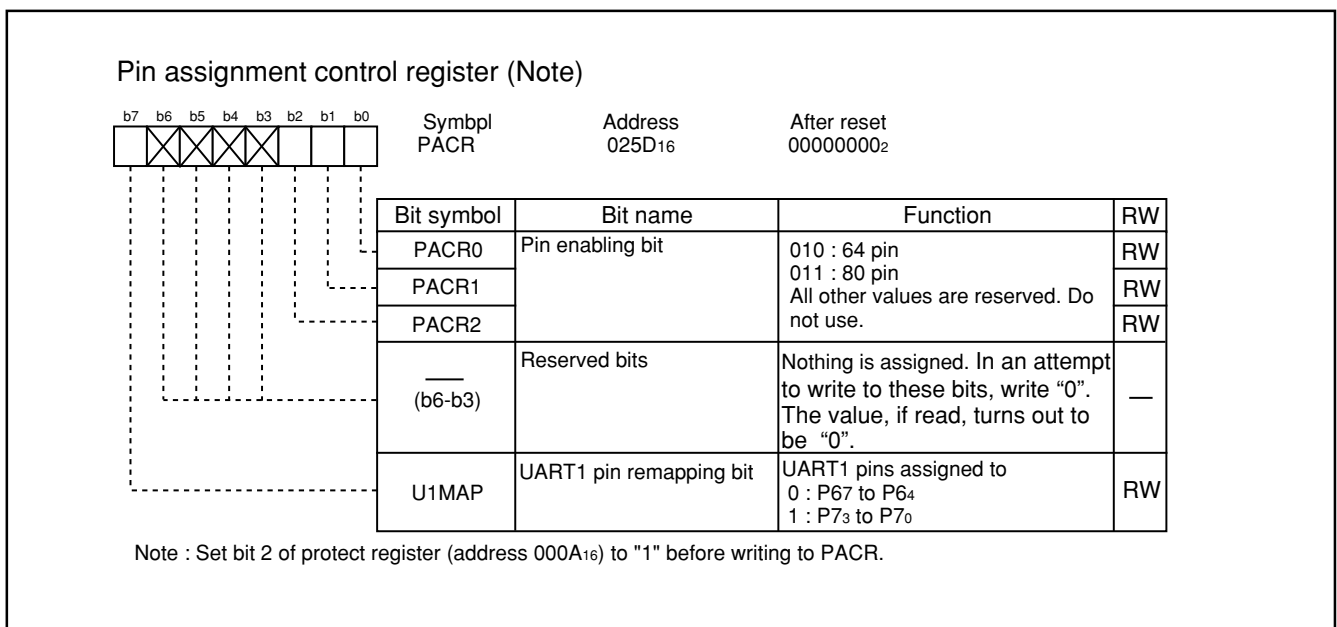 Pin assignment control register (Note)
b7 b6 b5 b4 b3 b2 b1 b0
Symbpl Address After reset
PACR 025D16 000000002
Bit symbol Bit name Function RW
PACR0 Pin enabling bit 010 : 64 pin RW
011 : 80 pin
PACR1 All other values are reserved. Do RW
PACR2 not use. RW
Reserved bits Nothing is assigned. In an attempt
(b6-b3) to write to these bits, write “0”. —
The value, if read, turns out to
be “0”.
UART1 pin remapping bit UART1 pins assigned to
U1MAP 0 : P67 to P64 RW
1 : P73 to P70
Note : Set bit 2 of protect register (address 000A16) to "1" before writing to PACR.